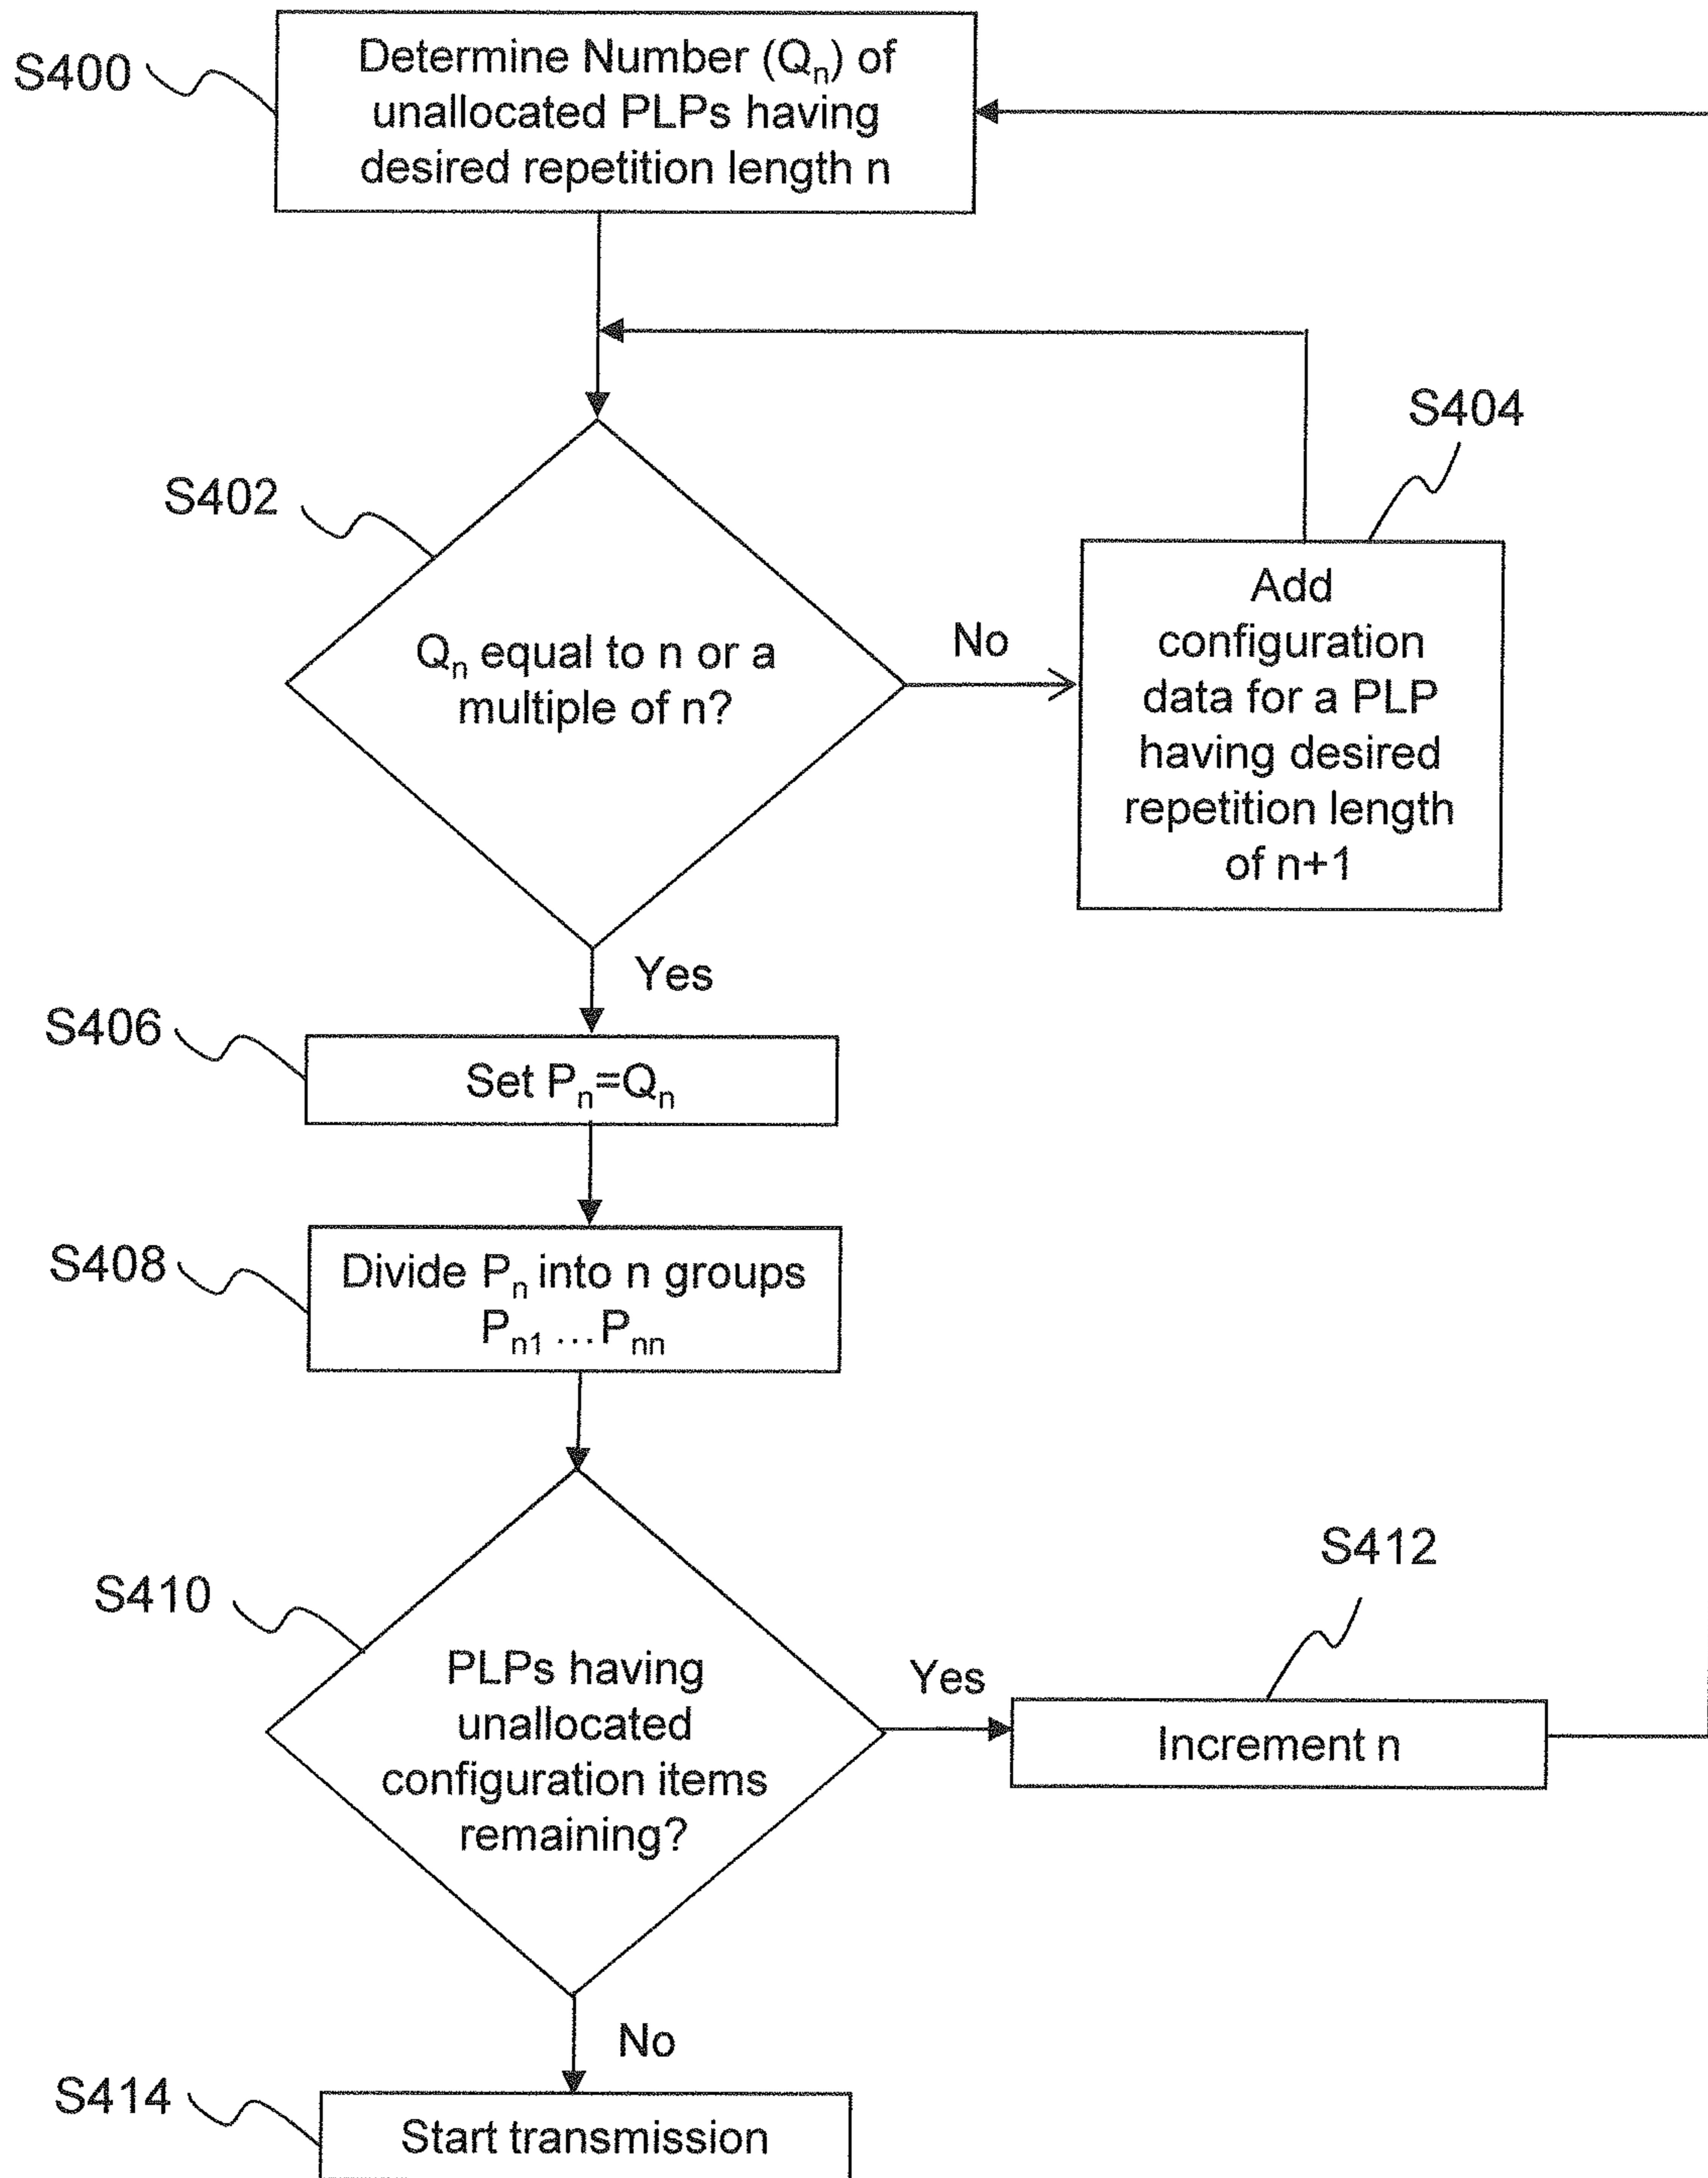 S400
Determine Number (Qn) of
unallocated PLPs having
desired repetition length n
S404
S402
Qn equal to n or a
multiple of n?
No
Add
configuration
data for a PLP
having desired
repetition length
of n+1
Yes
S406
Set Pn=Qn
S408
Divide Pn into n groups
Pn1 ...Pnn
S412
S410
PLPs having
unallocated
configuration items
remaining?
Yes
Increment n
No
S414
Start transmission